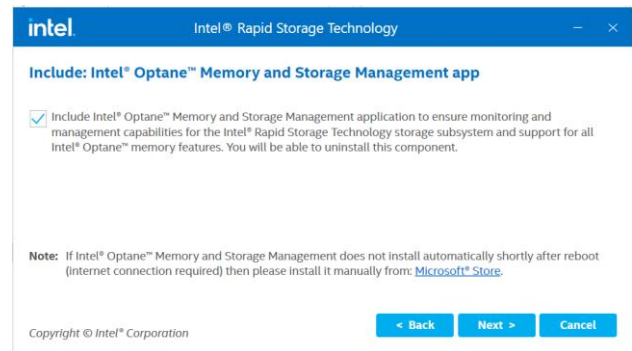 intel.
Intel® Rapid Storage Technology
Include: Intel® Optane™ Memory and Storage Management app
Include Intel® Optane™ Memory and Storage Management application to ensure monitoring and
management capabilities for the Intel® Rapid Storage Technology storage subsystem and support for all
Intel® Optane™ memory features. You will be able to uninstall this component.
Note: If Intel® Optane™ Memory and Storage Management does not install automatically shortly after reboot
(internet connection required) then please install it manually from: Microsoft® Store.
Copyright © Intel® Corporation
< Back Next > Cancel